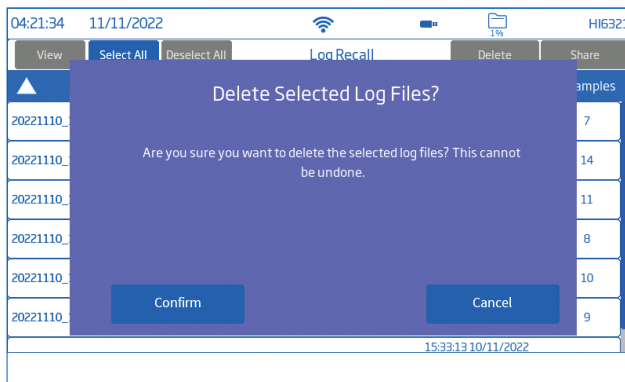 04:21:34 11/11/2022 1% HI632
View Select All Deselect All Log Recall Delete Share
amples
Delete Selected Log Files?
20221110_ 7
Are you sure you want to delete the selected log files? This cannot
be undone.
20221110_ 14
20221110_ 11
20221110_ 8
20221110_ 10
Confirm Cancel
20221110_ 9
15:33:13 10/11/2022